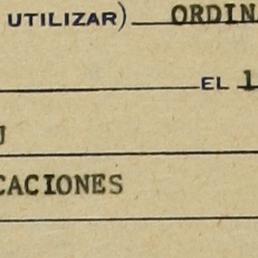 UTILIZAR) ORDIN
EL 1
U
CACIONES